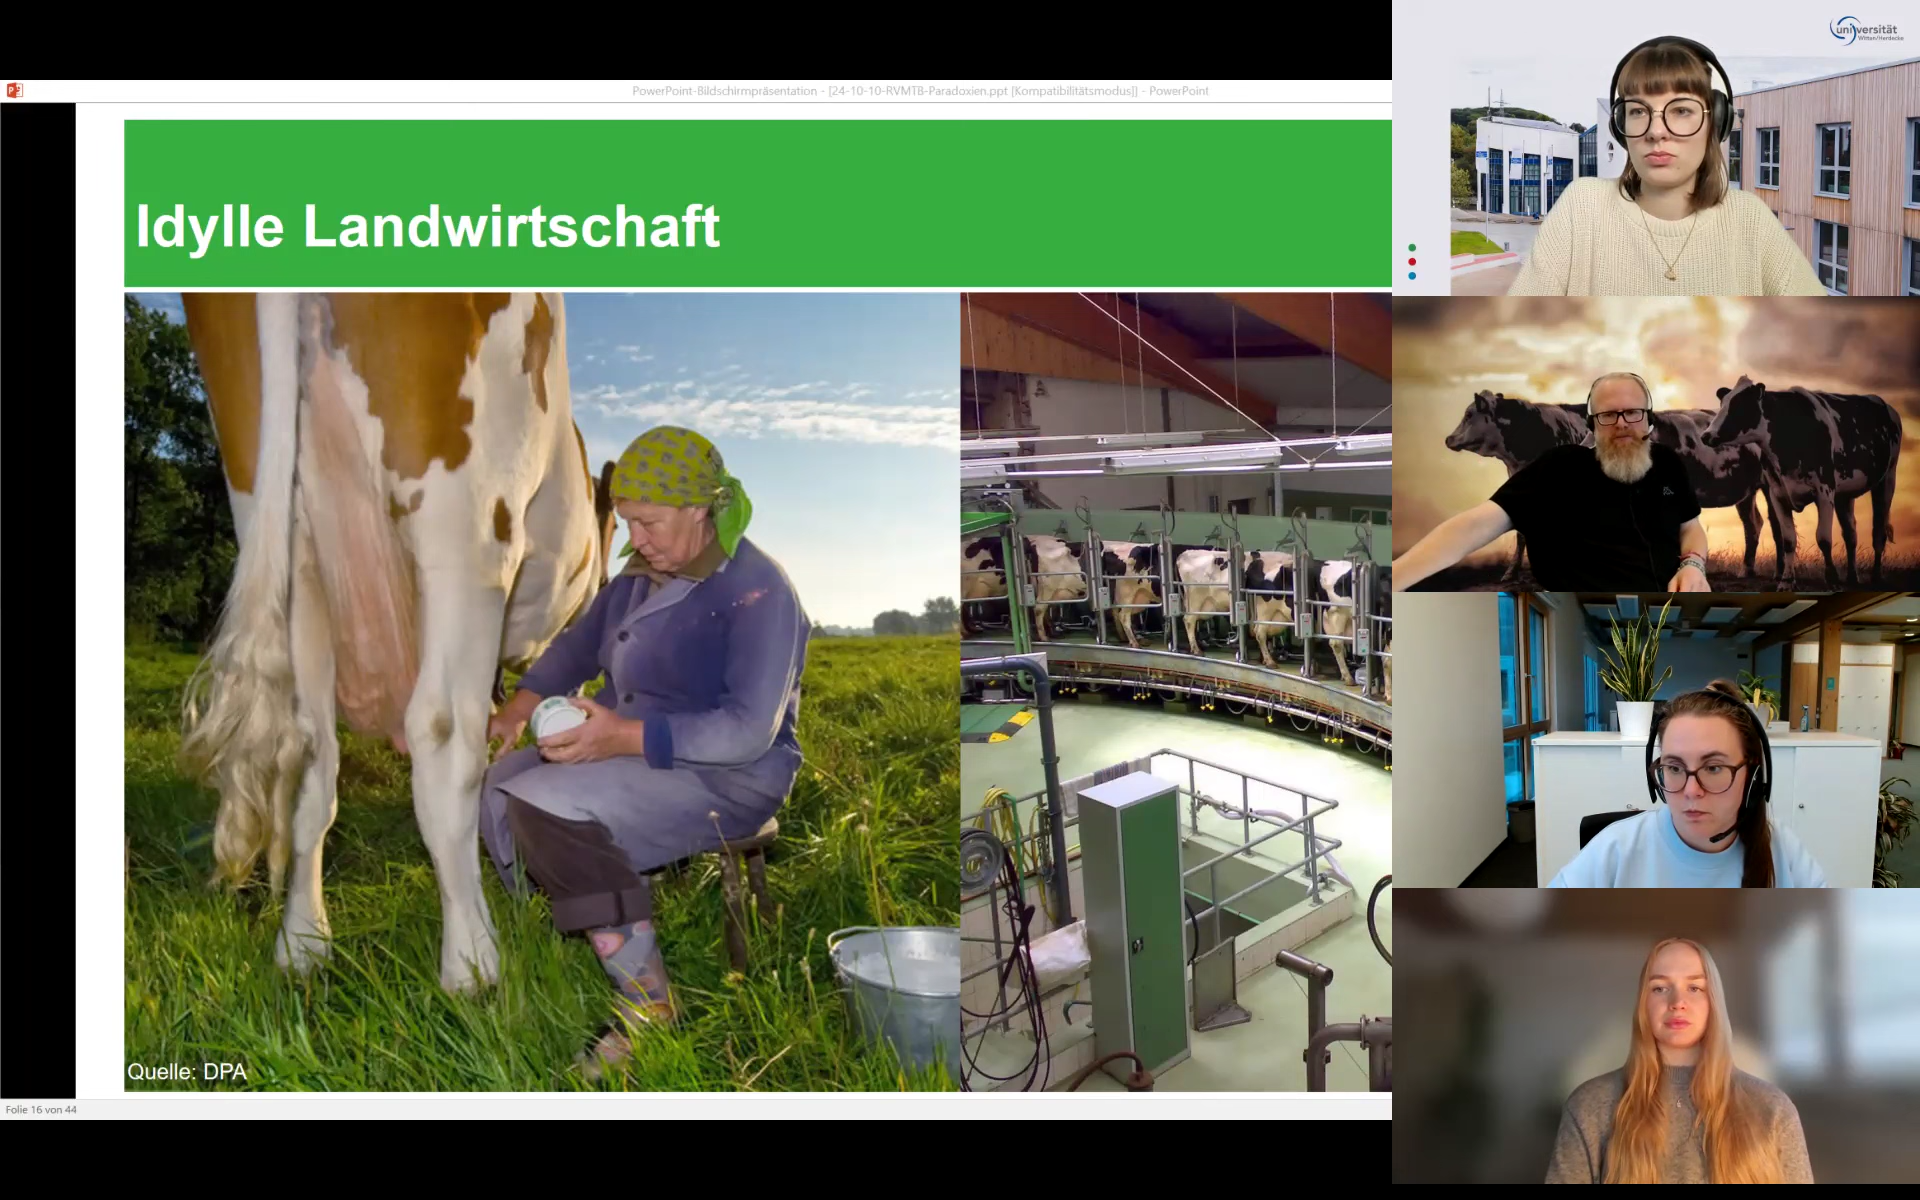 PowerPoint-Bildschirmpräsentation - [24-10-10-RVMTB-Paradoxien.ppt [Kompatibilitätsmodus]] - PowerPoint
Idylle Landwirtschaft
Quelle: DPA
Folie 16 von 44
universität
Witten/Herdecke